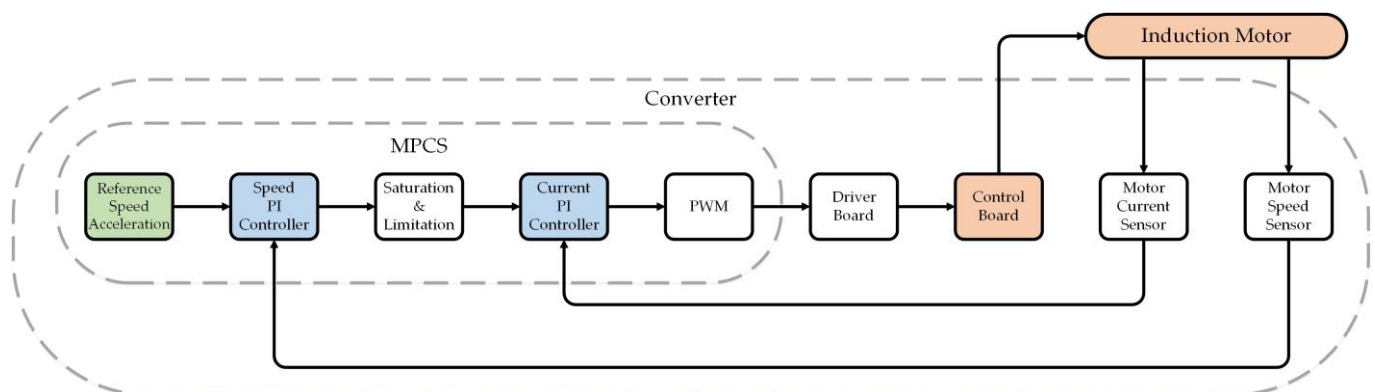 Induction Motor
Converter
MPCS
Reference
Speed
Acceleration
Speed
PI
Controller
Saturation
&
Limitation
Current
PI
Controller
PWM
Driver
Board
Control
Board
Motor
Current
Sensor
Motor
Speed
Sensor